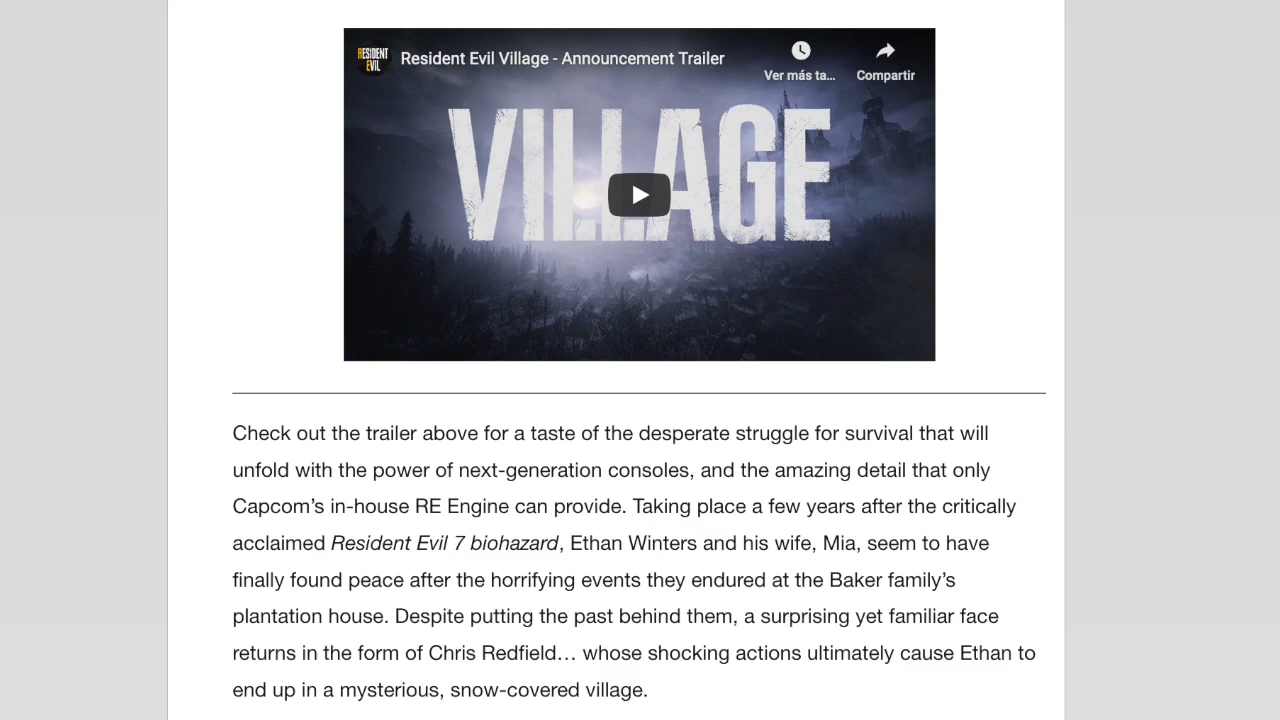 RESIDENT
EVIL
Resident Evil Village - Announcement Trailer
Ver más ta...
Compartir
VILLAGE
Check out the trailer above for a taste of the desperate struggle for survival that will
unfold with the power of next-generation consoles, and the amazing detail that only
Capcom’s in-house RE Engine can provide. Taking place a few years after the critically
acclaimed Resident Evil 7 biohazard, Ethan Winters and his wife, Mia, seem to have
finally found peace after the horrifying events they endured at the Baker family’s
plantation house. Despite putting the past behind them, a surprising yet familiar face
returns in the form of Chris Redfield… whose shocking actions ultimately cause Ethan to
end up in a mysterious, snow-covered village.